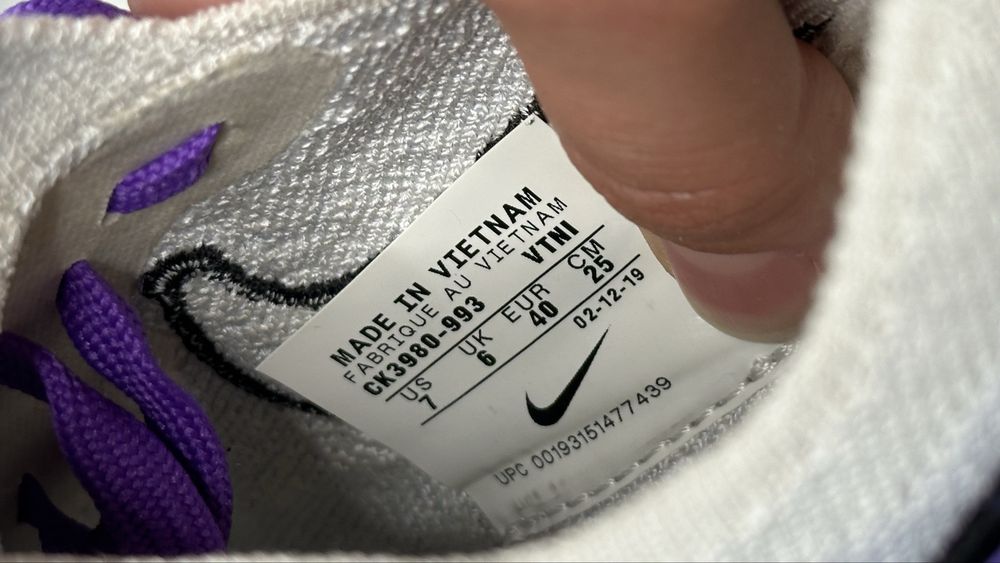 MADE IN VIETNAM
FABRIQUE AU VIETNAM
CK3980-993 VTNI
US UK EUR CM
7 6 40 25
02-12-19
UPC 00193151477439